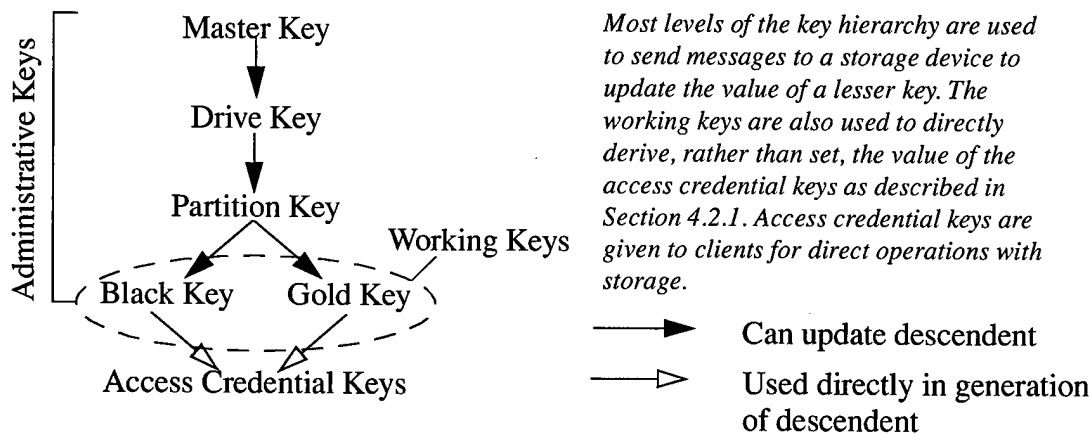 Administrative Keys
Master Key
Drive Key
Partition Key
Working Keys
Black Key
Gold Key
Access Credential Keys
Most levels of the key hierarchy are used
to send messages to a storage device to
update the value of a lesser key. The
working keys are also used to directly
derive, rather than set, the value of the
access credential keys as described in
Section 4.2.1. Access credential keys are
given to clients for direct operations with
storage.
Can update descendent
Used directly in generation
of descendent